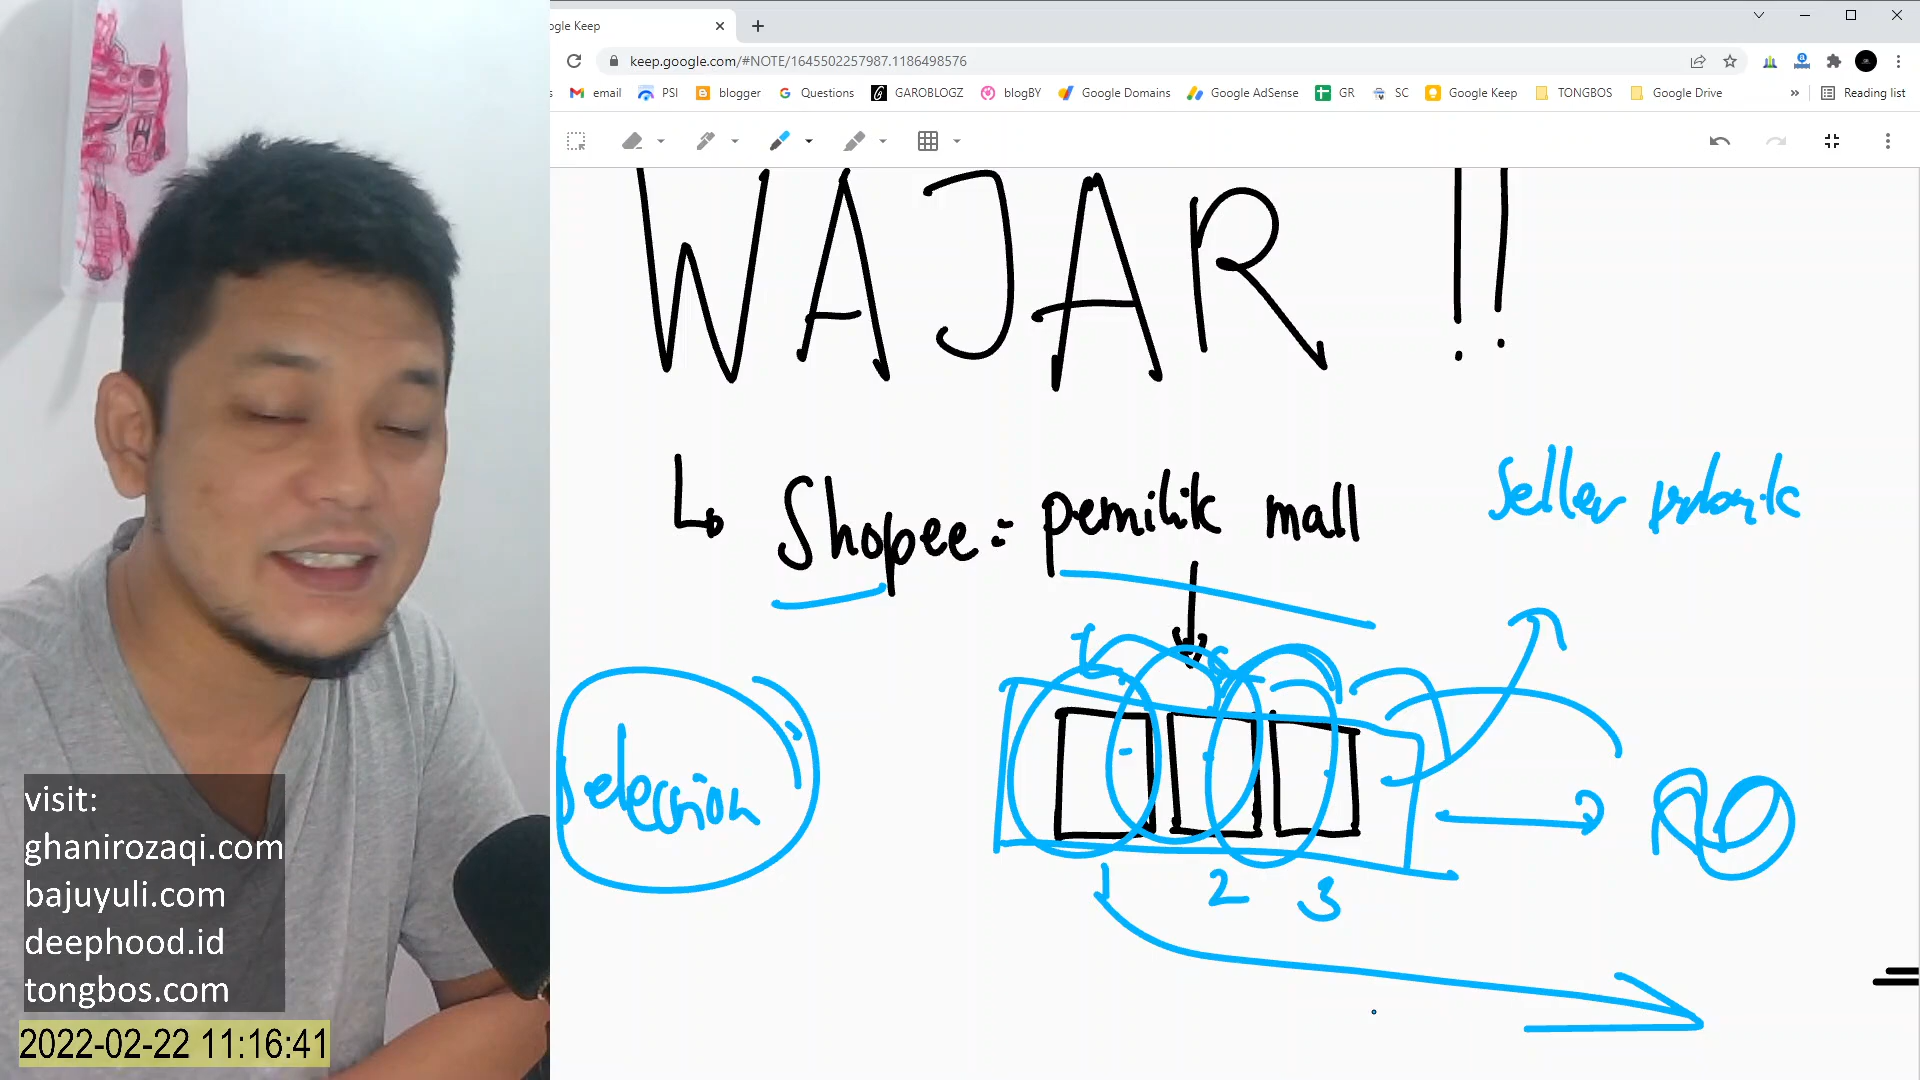 ogle Keep
keep.google.com/#NOTE/1645502257987.1186498576
s email PSI blogger Questions GAROBLOGZ blogBY Google Domains Google AdSense GR SC Google Keep TONGBOS Google Drive » Reading list
WAJAR !!
Shopee = pemilik mall
Seller
1 2 3
visit:
ghanirozaqi.com
bajuyuli.com
deephood.id
tongbos.com
2022-02-22 11:16:41